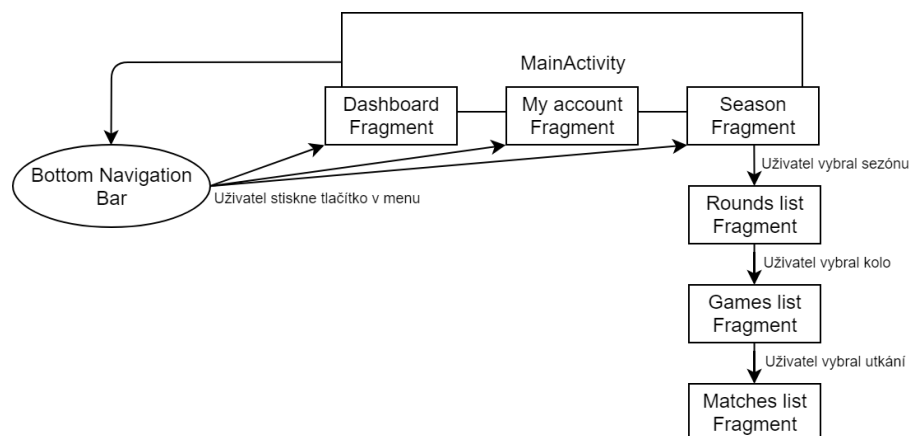 MainActivity
Dashboard
Fragment
My account
Fragment
Season
Fragment
Bottom Navigation
Bar
Uživatel stiskne tlačítko v menu
Uživatel vybral sezónu
Rounds list
Fragment
Uživatel vybral kolo
Games list
Fragment
Uživatel vybral utkání
Matches list
Fragment